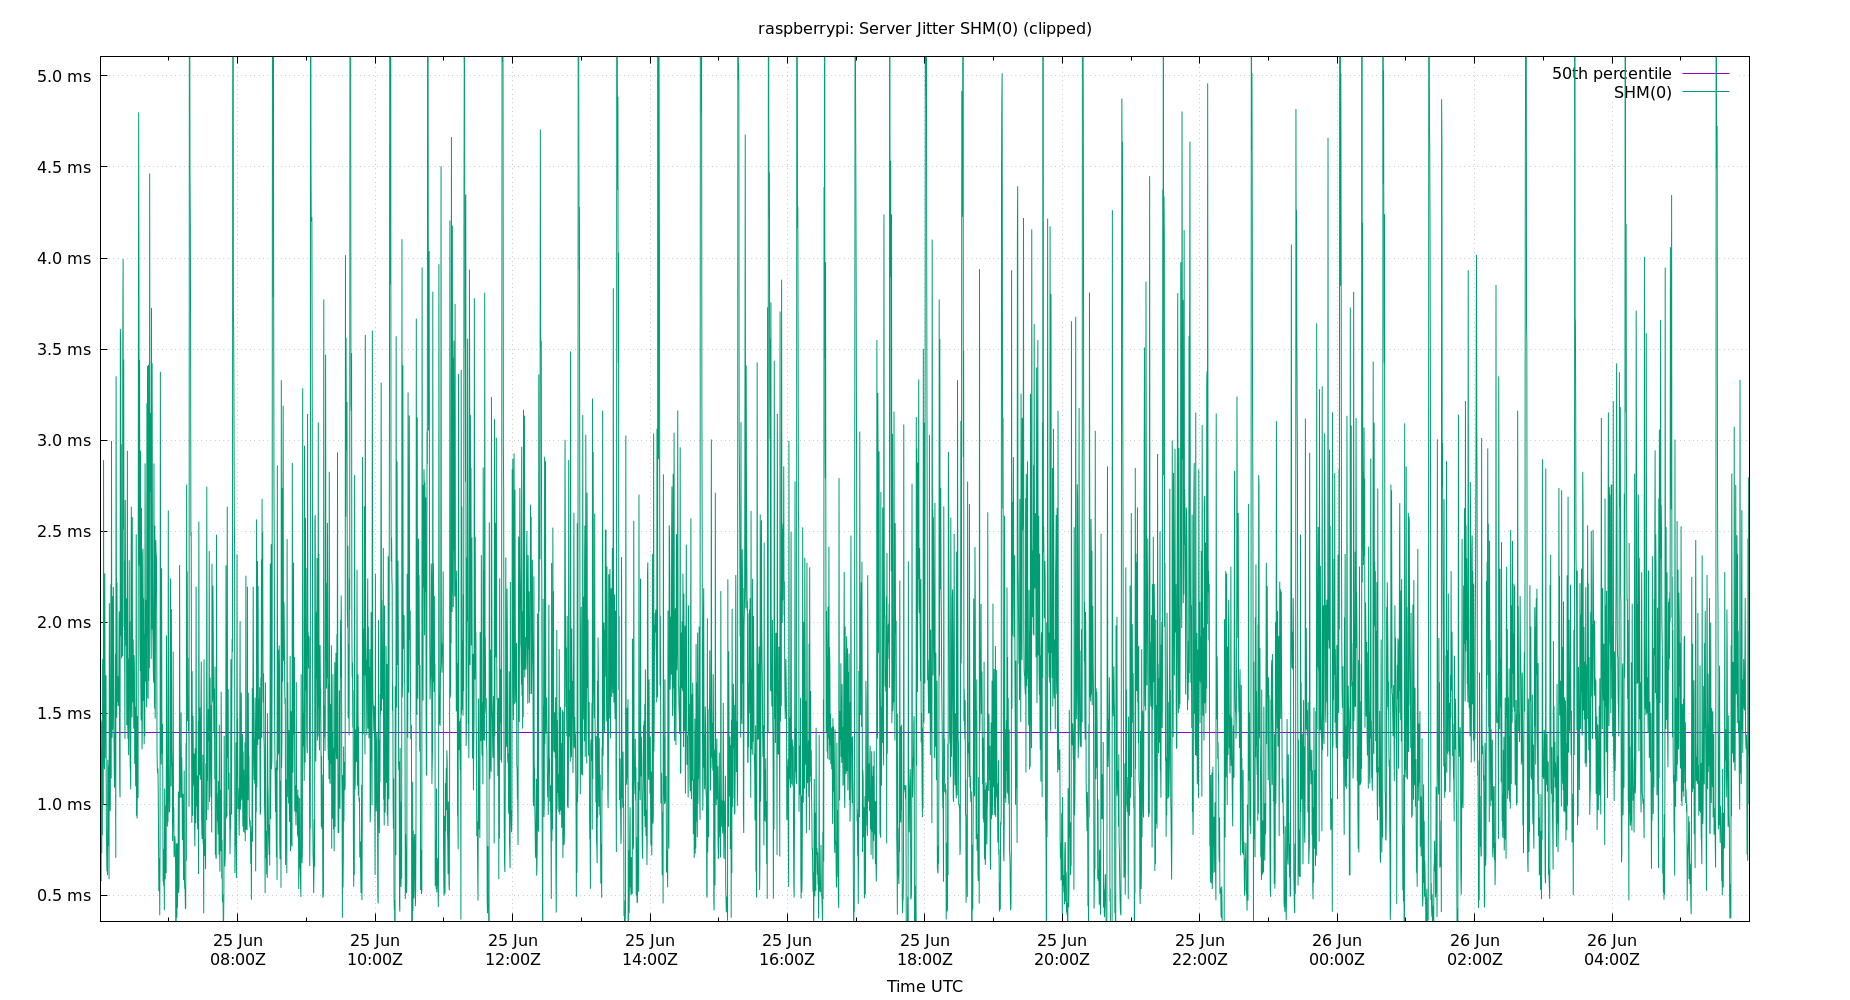 raspberrypi: Server Jitter SHM(0) (clipped)
50th percentile
SHM(0)
5.0 ms
4.5 ms
4.0 ms
3.5 ms
3.0 ms
2.5 ms
2.0 ms
1.5 ms
1.0 ms
0.5 ms
25 Jun 25 Jun 25 Jun 25 Jun 25 Jun 25 Jun 25 Jun 25 Jun 26 Jun 26 Jun 26 Jun
08:00Z 10:00Z 12:00Z 14:00Z 16:00Z 18:00Z 20:00Z 22:00Z 00:00Z 02:00Z 04:00Z
Time UTC